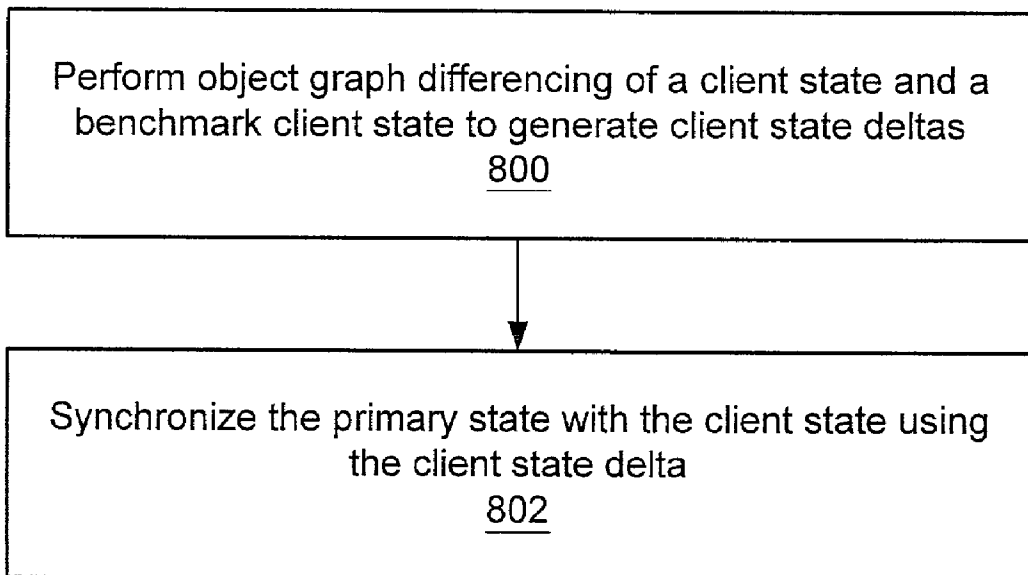 Perform object graph differencing of a client state and a
benchmark client state to generate client state deltas
800
Synchronize the primary state with the client state using
the client state delta
802